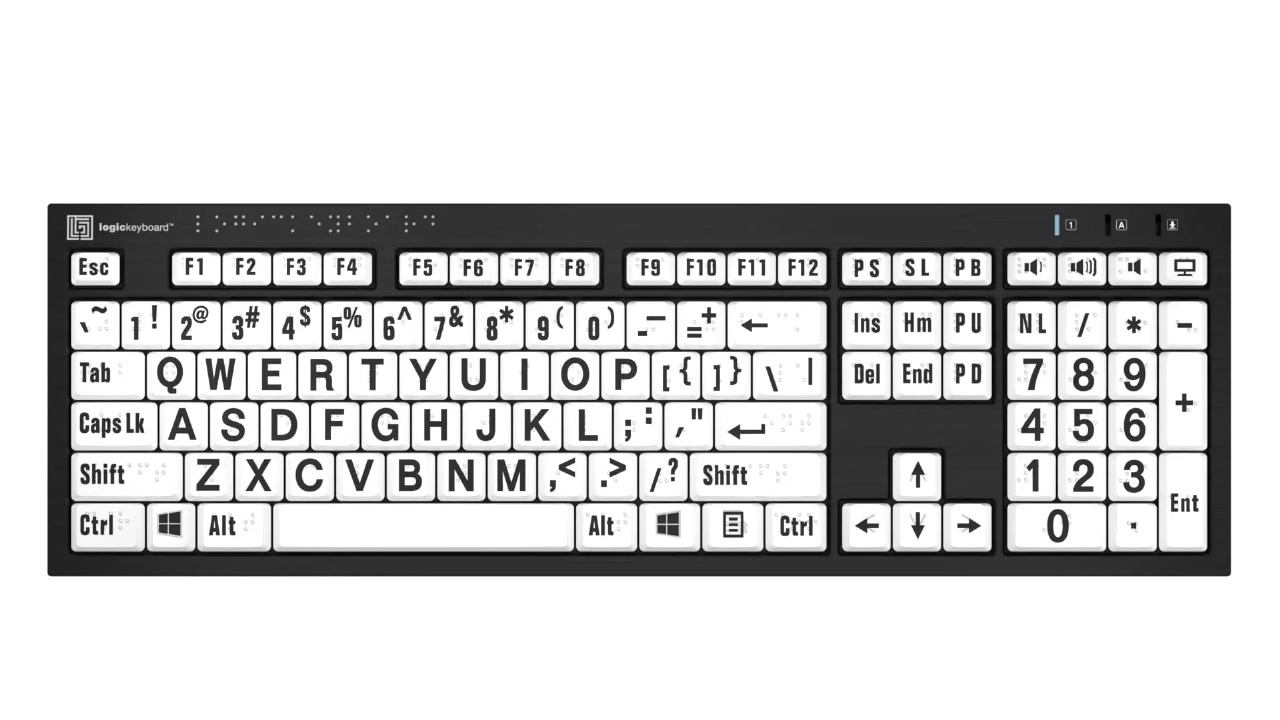 logickeyboard™
1 A
Esc F1 F2 F3 F4 F5 F6 F7 F8 F9 F10 F11 F12 PS SL PB
` ~ 1 ! 2 @ 3 # 4 $ 5 % 6 ^ 7 & 8 * 9 ( 0 ) - _ = + ← Ins Hm PU NL / * -
Tab Q W E R T Y U I O P [ { ] } \ | Del End PD 7 8 9 +
Caps Lk A S D F G H J K L ; : ' " 4 5 6
Shift Z X C V B N M , < . > / ? Shift ↑ 1 2 3 Ent
Ctrl Alt Alt Ctrl ← ↓ → 0 .